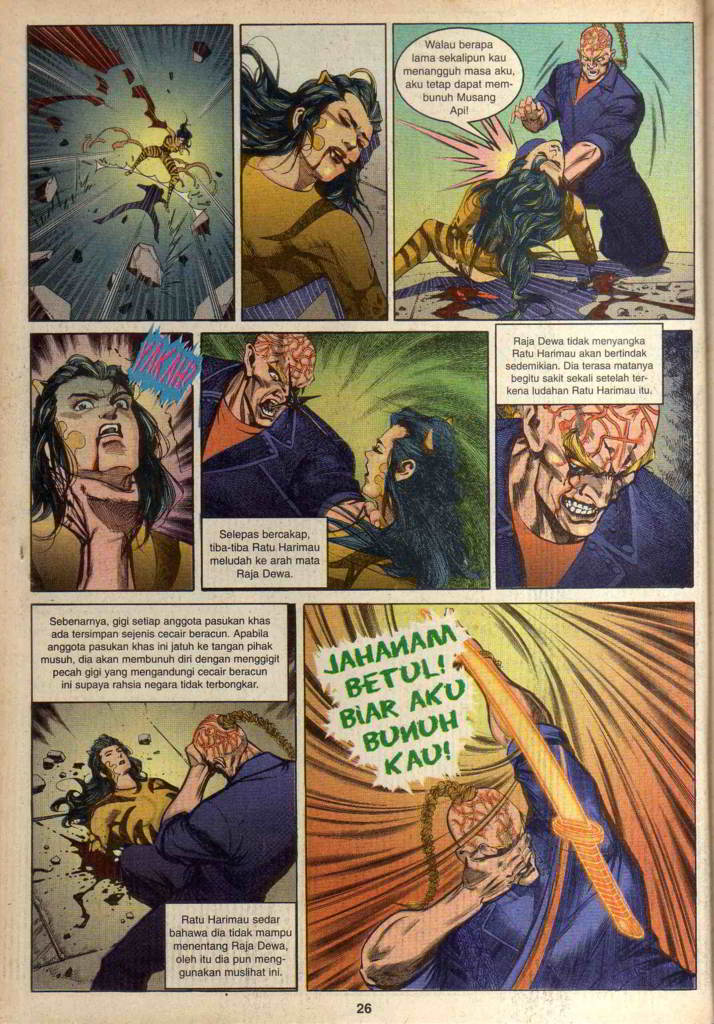 Walau berapa
lama sekalipun kau
menangguh masa aku,
aku tetap dapat mem-
bunuh Musang
Api!
YAKAH?
Selepas bercakap,
tiba-tiba Ratu Harimau
meludah ke arah mata
Raja Dewa.
Raja Dewa tidak menyangka
Ratu Harimau akan bertindak
sedemikian. Dia terasa matanya
begitu sakit sekali setelah ter-
kena ludahan Ratu Harimau itu.
Sebenarnya, gigi setiap anggota pasukan khas
ada tersimpan sejenis cecair beracun. Apabila
anggota pasukan khas ini jatuh ke tangan pihak
musuh, dia akan membunuh diri dengan menggigit
pecah gigi yang mengandungi cecair beracun
ini supaya rahsia negara tidak terbongkar.
Ratu Harimau sedar
bahawa dia tidak mampu
menentang Raja Dewa,
oleh itu dia pun meng-
gunakan muslihat ini.
JAHANAM
BETUL!
BIAR AKU
BUNUH
KAU!
26